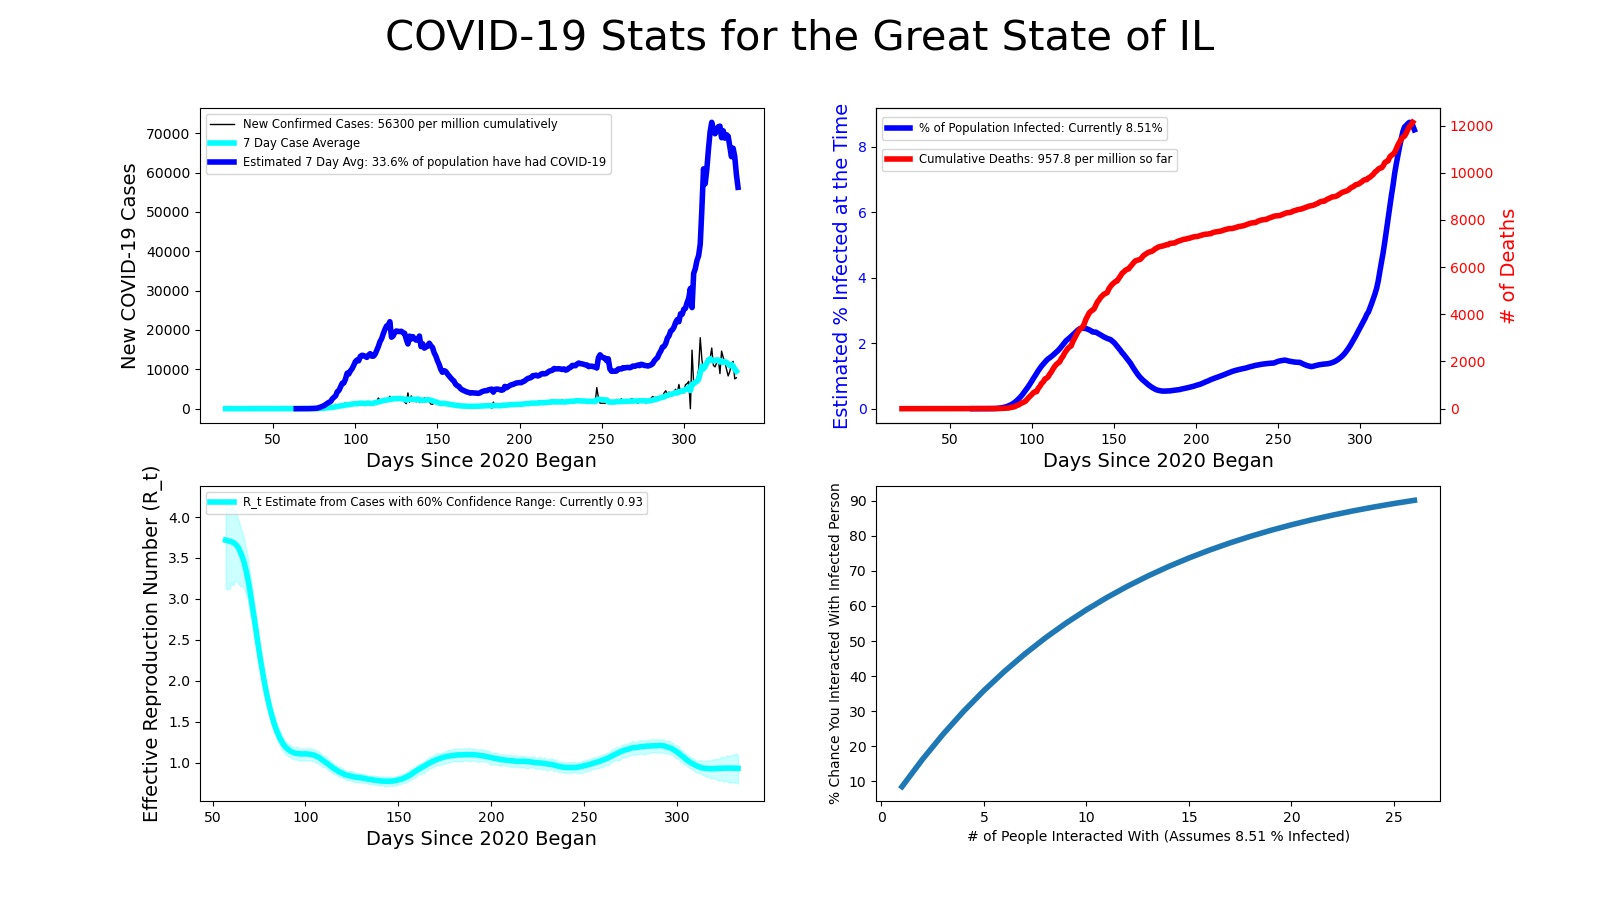 COVID-19 Stats for the Great State of IL
New COVID-19 Cases
70000
60000
50000
40000
30000
20000
10000
0
New Confirmed Cases: 56300 per million cumulatively
7 Day Case Average
Estimated 7 Day Avg: 33.6% of population have had COVID-19
50 100 150 200 250 300
Days Since 2020 Began
Estimated % Infected at the Time
8
6
4
2
0
% of Population Infected: Currently 8.51%
Cumulative Deaths: 957.8 per million so far
12000
10000
8000
6000
4000
2000
0
# of Deaths
50 100 150 200 250 300
Days Since 2020 Began
Effective Reproduction Number (R_t)
4.0
3.5
3.0
2.5
2.0
1.5
1.0
R_t Estimate from Cases with 60% Confidence Range: Currently 0.93
50 100 150 200 250 300
Days Since 2020 Began
% Chance You Interacted With Infected Person
90
80
70
60
50
40
30
20
10
0 5 10 15 20 25
# of People Interacted With (Assumes 8.51 % Infected)